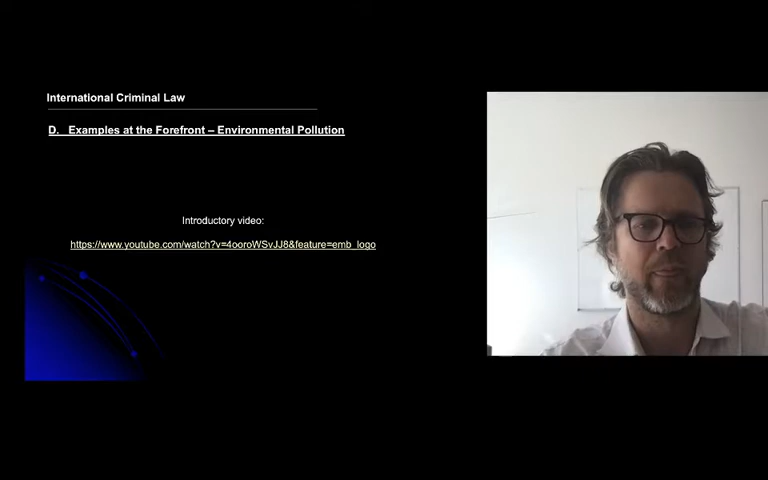 International Criminal Law
D. Examples at the Forefront – Environmental Pollution
Introductory video:
https://www.youtube.com/watch?v=4ooroWSvJJ8&feature=emb_logo